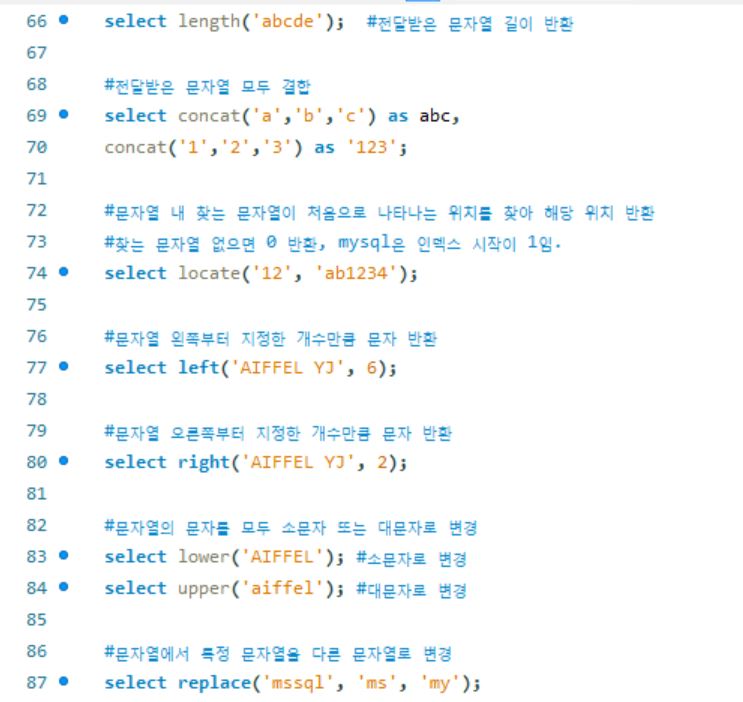 66 select length('abcde');  #전달받은 문자열 길이 반환
67
68 #전달받은 문자열 모두 결합
69 select concat('a','b','c') as abc,
70 concat('1','2','3') as '123';
71
72 #문자열 내 찾는 문자열이 처음으로 나타나는 위치를 찾아 해당 위치 반환
73 #찾는 문자열 없으면 0 반환, mysql은 인덱스 시작이 1임.
74 select locate('12', 'ab1234');
75
76 #문자열 왼쪽부터 지정한 개수만큼 문자 반환
77 select left('AIFFEL YJ', 6);
78
79 #문자열 오른쪽부터 지정한 개수만큼 문자 반환
80 select right('AIFFEL YJ', 2);
81
82 #문자열의 문자를 모두 소문자 또는 대문자로 변경
83 select lower('AIFFEL'); #소문자로 변경
84 select upper('aiffel'); #대문자로 변경
85
86 #문자열에서 특정 문자열을 다른 문자열로 변경
87 select replace('mssql', 'ms', 'my');